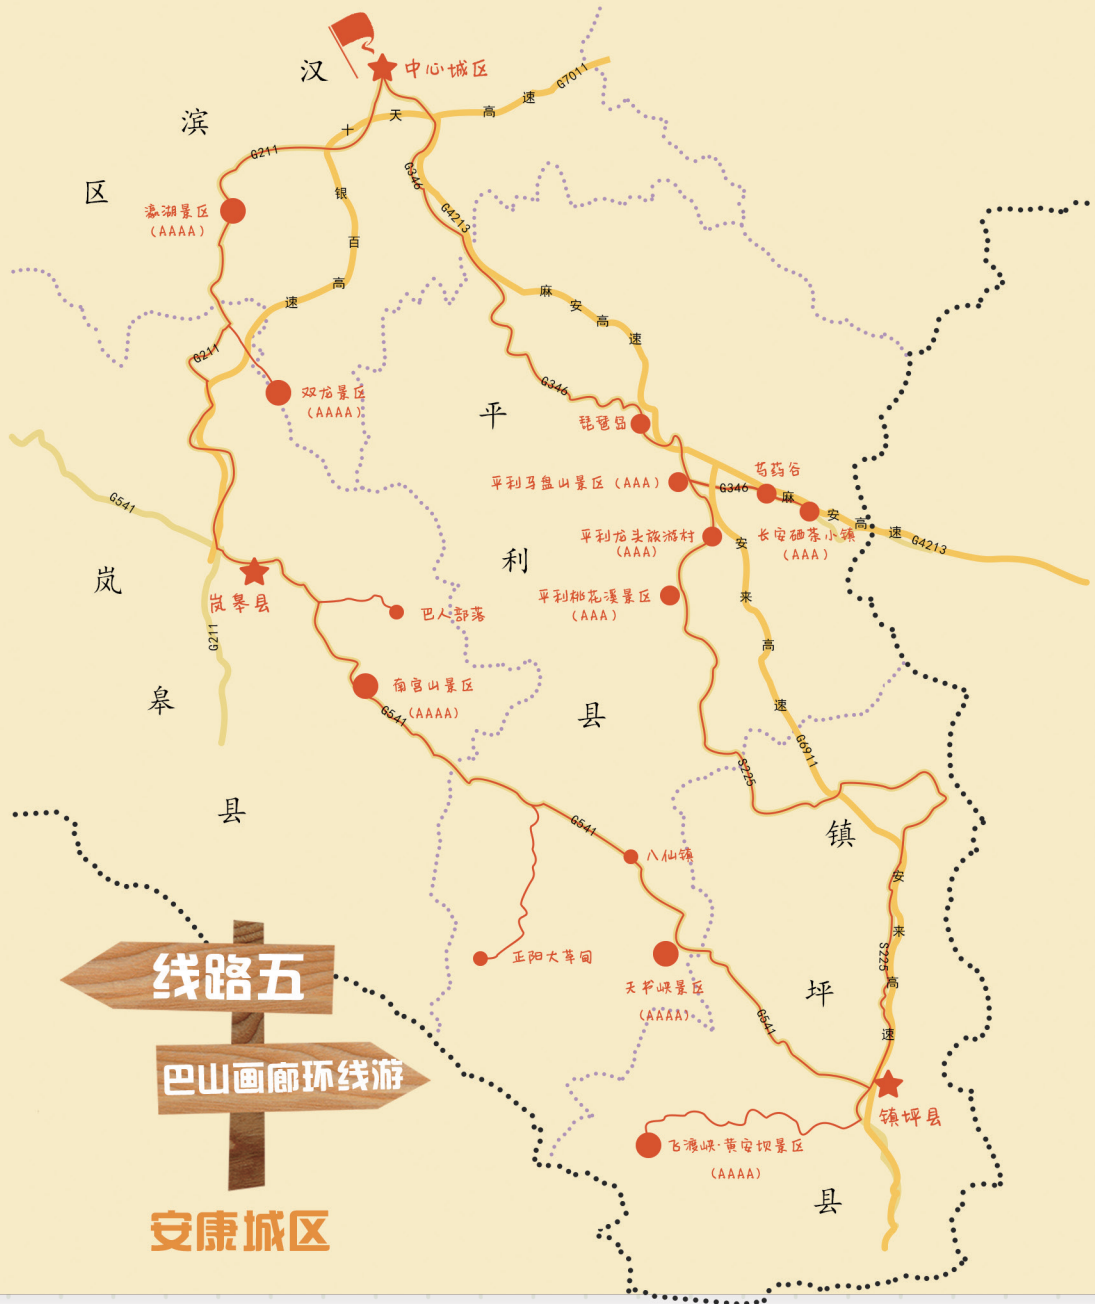 汉
滨
区
中心城区
十天高速
G7011
G211
G346
G4213
瀛湖景区
(AAAA)
银百高速
麻安高速
G211
双龙景区
(AAAA)
G346
平
利
县
琵琶岛
平利马盘山景区(AAA)
G346
芍药谷
麻安高速
G4213
长安硒茶小镇
(AAA)
平利龙头旅游村
(AAA)
安来高速
G6911
平利桃花溪景区
(AAA)
G541
岚
皋
县
岚皋县
G211
巴人部落
南宫山景区
(AAAA)
G541
S225
镇
坪
县
G541
八仙镇
正阳大草甸
天书峡景区
(AAAA)
G541
安来高速
S225
镇坪县
飞渡峡·黄安坝景区
(AAAA)
线路五
巴山画廊环线游
安康城区